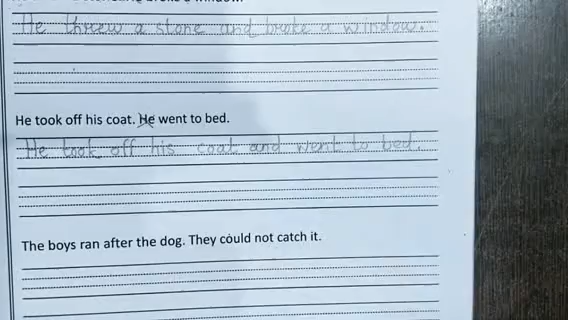 He threw a stone and broke a window.
He took off his coat. He went to bed.
He took off his coat and went to bed.
The boys ran after the dog. They could not catch it.